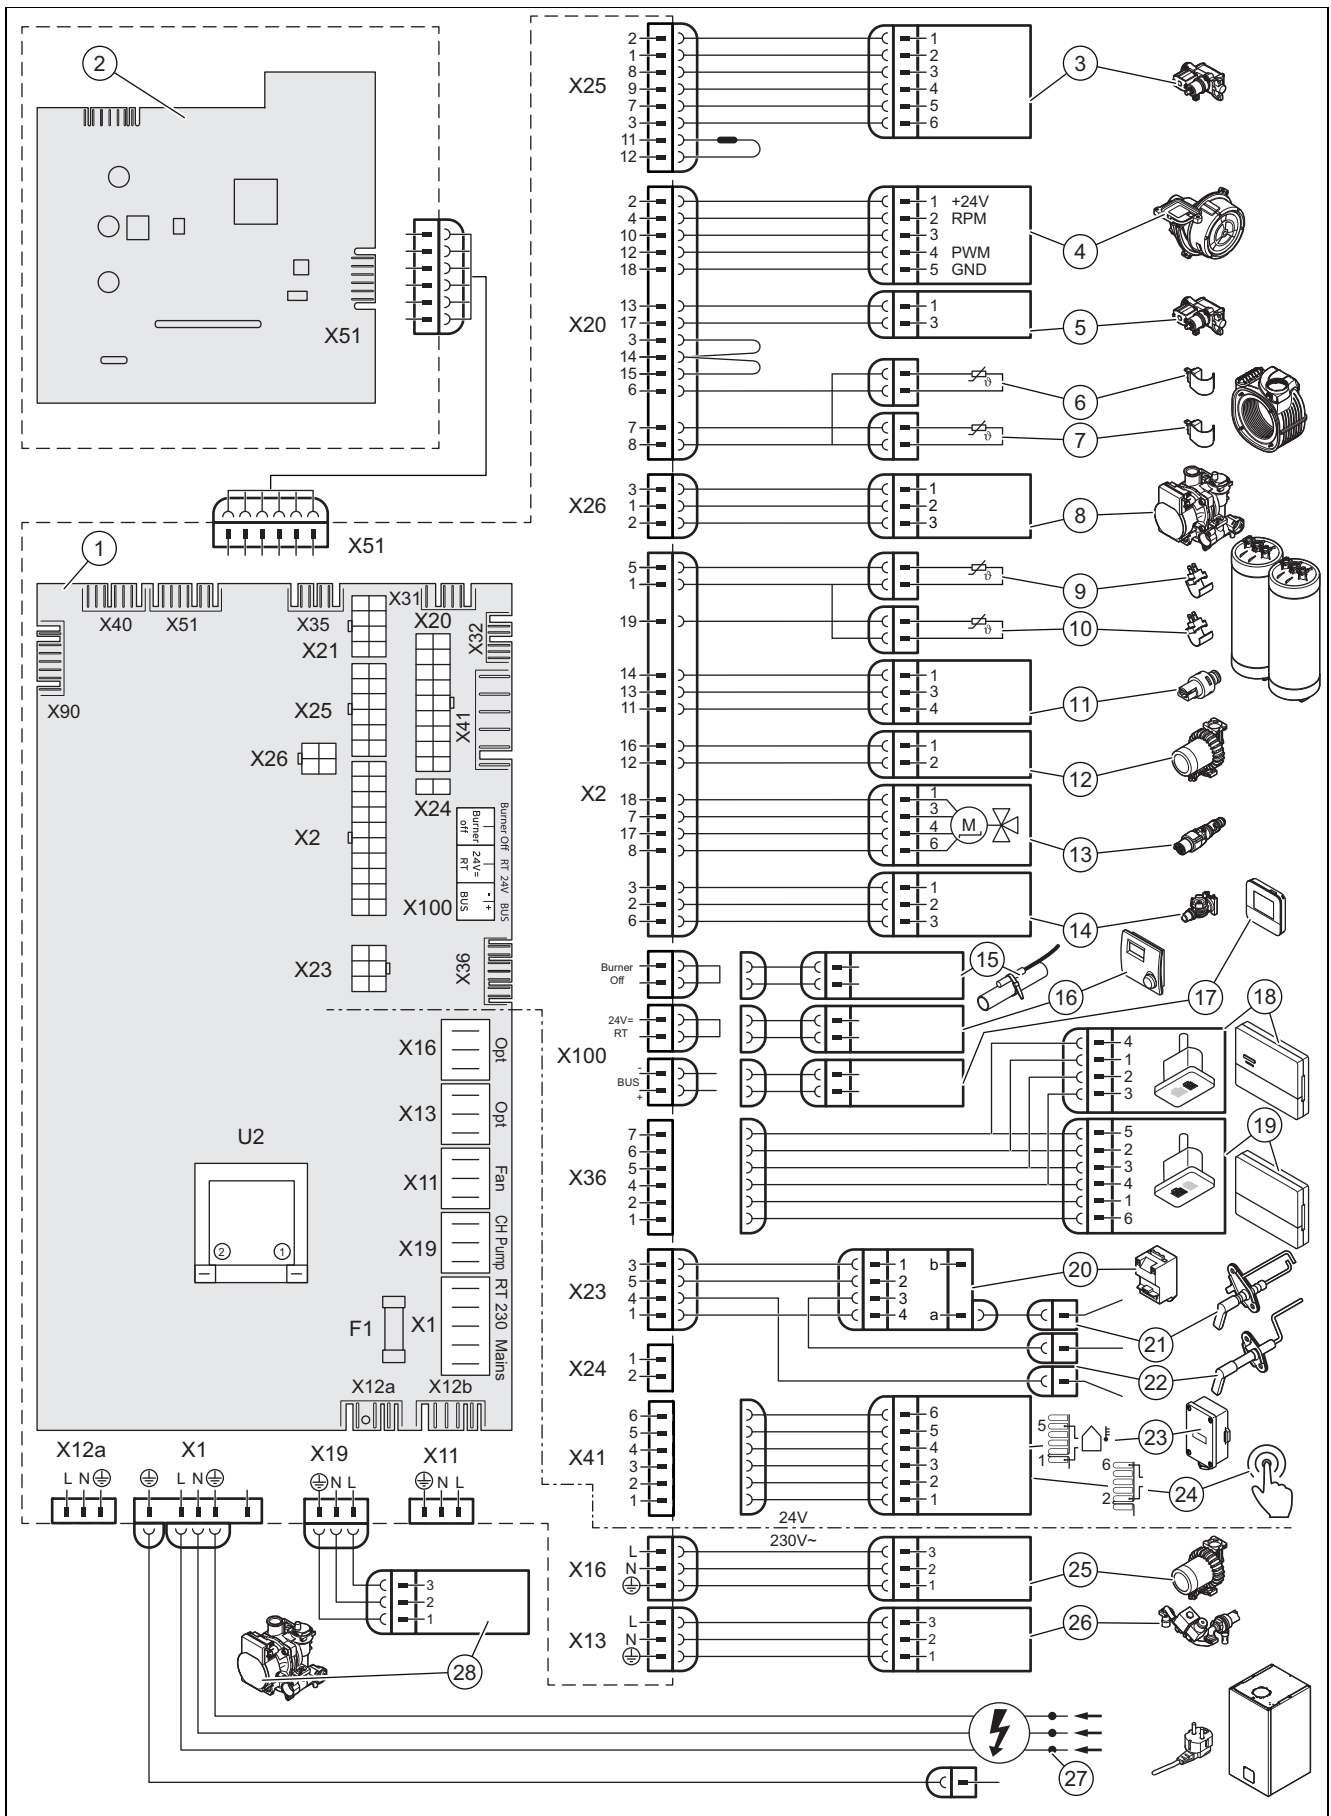 2
X51
X51
1
X40
X51
X35
X31
X21
X20
X32
X90
X25
X41
X26
X24
X2
Burner off
24V=
RT
BUS
- +
Burner Off RT 24V BUS
X100
X23
X36
X16
Opt
X13
Opt
U2
2
1
X11
Fan
X19
CH Pump
F1
X1
RT 230 Mains
X12a
X12b
X12a
L N
X1
L N
X19
N L
X11
N L
3
2
1
28
X25
2
1
8
9
7
3
11
12
1
2
3
4
5
6
3
X20
2
4
10
12
18
13
17
3
14
15
6
7
8
1 +24V
2 RPM
3
4 PWM
5 GND
4
1
3
5
ϑ
6
ϑ
7
X26
3
1
2
1
2
3
8
X2
5
1
19
14
13
11
16
12
18
7
17
8
3
2
6
ϑ
9
ϑ
10
1
3
4
11
1
2
12
1
3
4
6
M
13
1
2
3
14
X100
Burner
Off
24V=
RT
-
BUS
+
15
16
17
18
4
1
2
3
X36
7
6
5
4
2
1
5
2
3
4
1
6
19
X23
3
5
4
1
1
2
3
4
b
a
20
21
22
X24
1
2
X41
6
5
4
3
2
1
6
5
4
3
2
1
5
1
23
6
2
24
24V
230V~
X16
L
N
3
2
1
25
X13
L
N
3
2
1
26
27